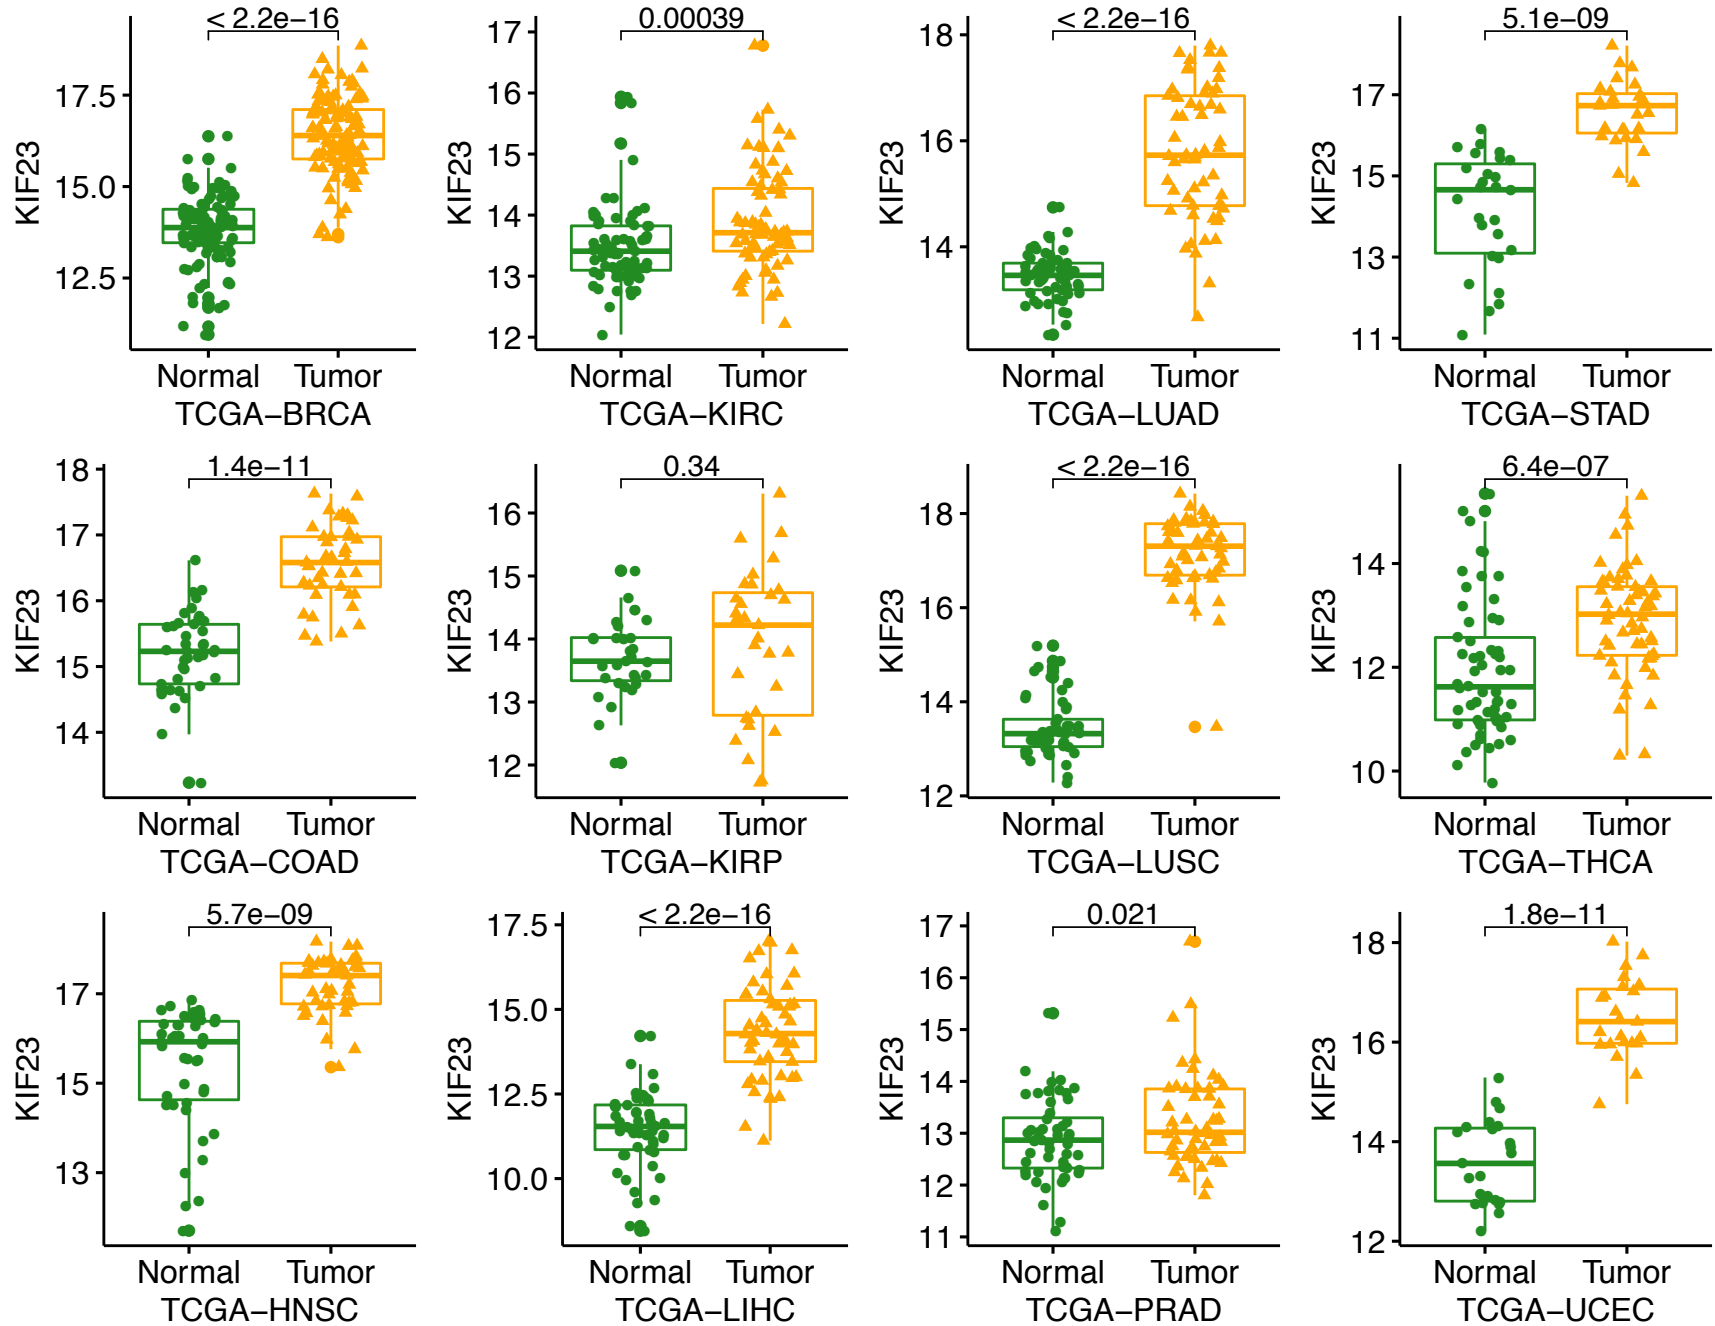 < 2.2e−16
17.5
15.0
12.5
KIF23
Normal Tumor
TCGA−BRCA
0.00039
17
16
15
14
13
12
KIF23
Normal Tumor
TCGA−KIRC
< 2.2e−16
18
16
14
KIF23
Normal Tumor
TCGA−LUAD
5.1e−09
17
15
13
11
KIF23
Normal Tumor
TCGA−STAD
1.4e−11
18
17
16
15
14
KIF23
Normal Tumor
TCGA−COAD
0.34
16
15
14
13
12
KIF23
Normal Tumor
TCGA−KIRP
< 2.2e−16
18
16
14
12
KIF23
Normal Tumor
TCGA−LUSC
6.4e−07
14
12
10
KIF23
Normal Tumor
TCGA−THCA
5.7e−09
17
15
13
KIF23
Normal Tumor
TCGA−HNSC
< 2.2e−16
17.5
15.0
12.5
10.0
KIF23
Normal Tumor
TCGA−LIHC
0.021
17
16
15
14
13
12
11
KIF23
Normal Tumor
TCGA−PRAD
1.8e−11
18
16
14
12
KIF23
Normal Tumor
TCGA−UCEC